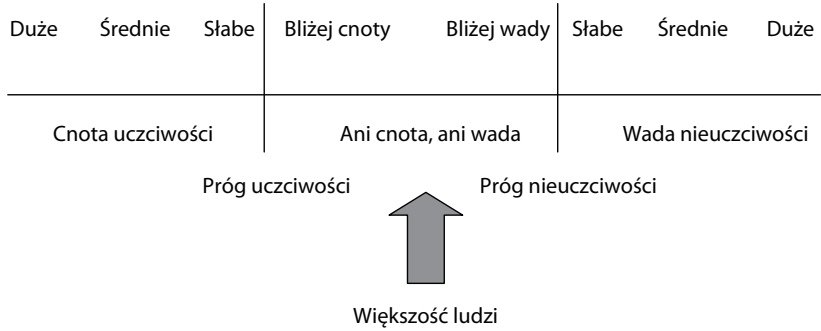 Duże Średnie Słabe Bliżej cnoty Bliżej wady Słabe Średnie Duże
Cnota uczciwości Ani cnota, ani wada Wada nieuczciwości
Próg uczciwości Próg nieuczciwości
Większość ludzi